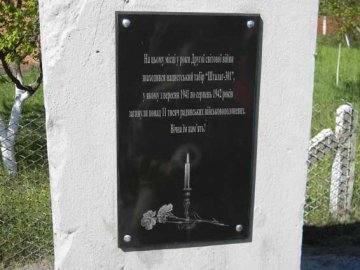 На цьому місці у роки Другої світової війни
знаходився нацистський табір "Шталаг-301",
у якому з вересня 1941 по серпень 1942 років
загинули понад 11 тисяч радянських військовополонених.
Вічна їм пам'ять!